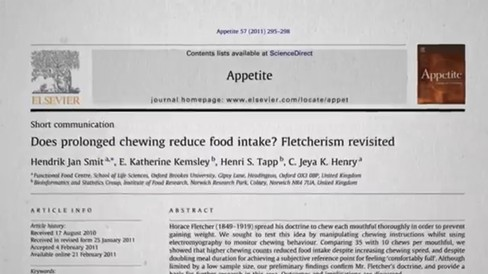 Appetite 57 (2011) 295–298
Contents lists available at ScienceDirect
Appetite
journal homepage: www.elsevier.com/locate/appet
ELSEVIER
Appetite
Short communication
Does prolonged chewing reduce food intake? Fletcherism revisited
Hendrik Jan Smit a,*, E. Katherine Kemsley b, Henri S. Tapp b, C. Jeya K. Henry a
a Functional Food Centre, School of Life Sciences, Oxford Brookes University, Gipsy Lane, Headington, Oxford OX3 0BP, United Kingdom
b Bioinformatics and Statistics Group, Institute of Food Research, Norwich Research Park, Colney, Norwich NR4 7UA, United Kingdom
ARTICLE INFO
ABSTRACT
Article history:
Received 17 August 2010
Received in revised form 25 January 2011
Accepted 4 February 2011
Available online 21 February 2011
Horace Fletcher (1849–1919) spread his doctrine to chew each mouthful thoroughly in order to prevent
gaining weight. We sought to test this idea by manipulating chewing instructions whilst using
electromyography to monitor chewing behaviour. Comparing 35 with 10 chews per mouthful, we
showed that higher chewing counts reduced food intake despite increasing chewing speed, and despite
doubling meal duration for achieving a subjective reference point for feeling 'comfortably full'. Although
limited by a low sample size, our preliminary findings confirm Mr. Fletcher's doctrine, and provide a